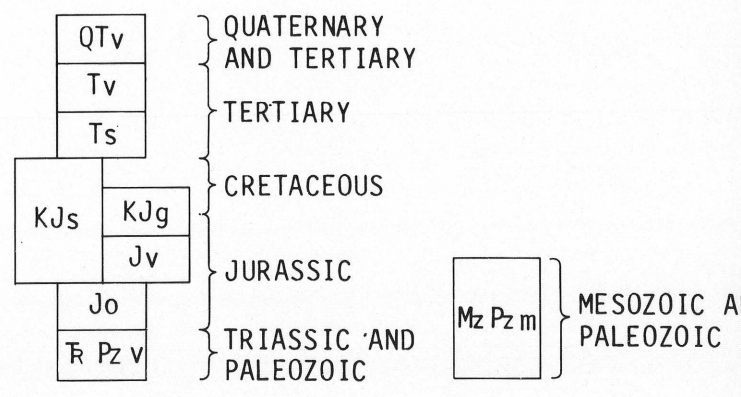 QTv
QUATERNARY
AND TERTIARY
Tv
TERTIARY
Ts
CRETACEOUS
KJs
KJg
Jv
JURASSIC
Jo
TR Pz v
TRIASSIC AND
PALEOZOIC
Mz Pz m
MESOZOIC A
PALEOZOIC